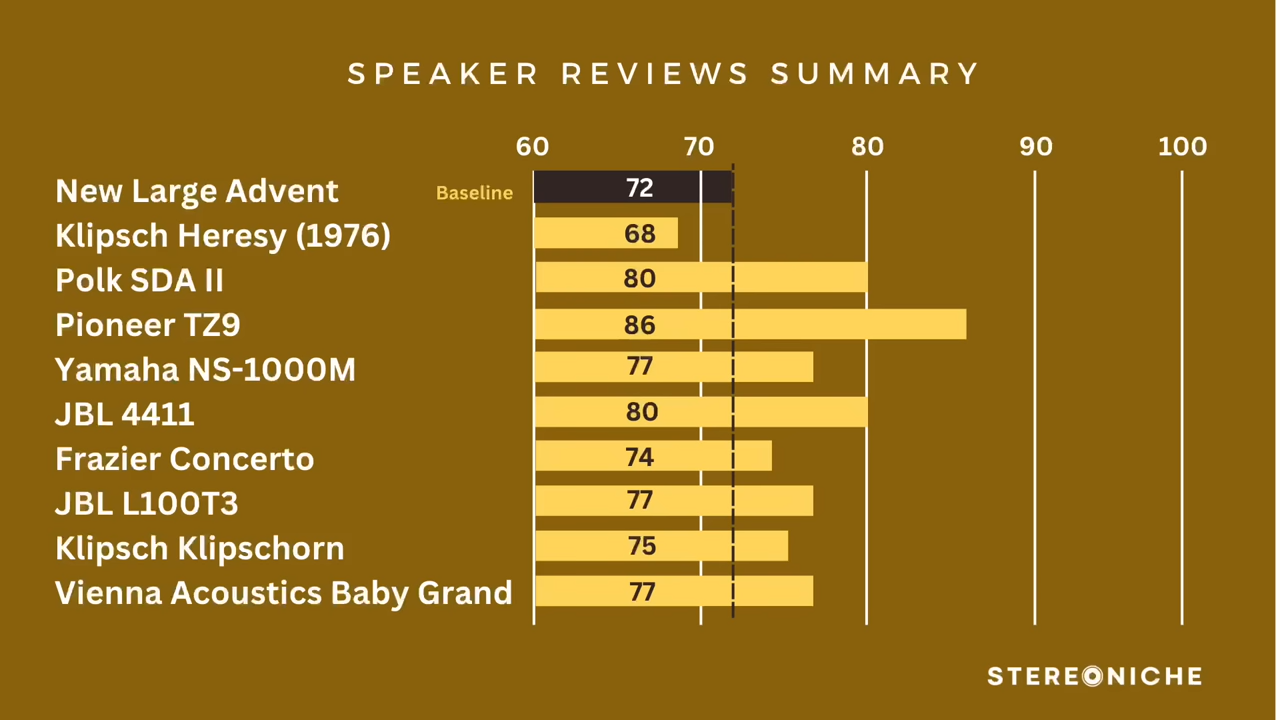 SPEAKER REVIEWS SUMMARY
60 70 80 90 100
New Large Advent Baseline 72
Klipsch Heresy (1976) 68
Polk SDA II 80
Pioneer TZ9 86
Yamaha NS-1000M 77
JBL 4411 80
Frazier Concerto 74
JBL L100T3 77
Klipsch Klipschorn 75
Vienna Acoustics Baby Grand 77
STEREONICHE